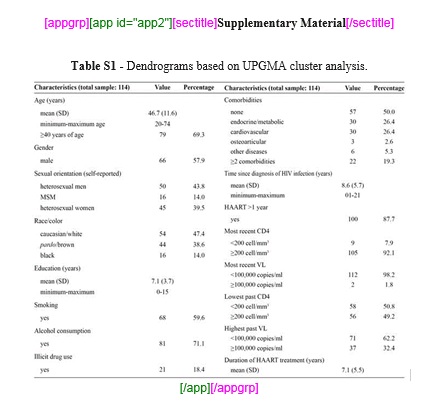 [appgrp][app id="app2"][sectitle]Supplementary Material[/sectitle]
Table S1 - Dendrograms based on UPGMA cluster analysis.
Characteristics (total sample: 114) Value Percentage
Age (years)
mean (SD) 46.7 (11.6)
minimum-maximum age 20-74
≥40 years of age 79 69.3
Gender
male 66 57.9
Sexual orientation (self-reported)
heterosexual men 50 43.8
MSM 16 14.0
heterosexual women 45 39.5
Race/color
caucasian/white 54 47.4
pardo/brown 44 38.6
black 16 14.0
Education (years)
mean (SD) 7.1 (3.7)
minimum-maximum 0-15
Smoking
yes 68 59.6
Alcohol consumption
yes 81 71.1
Illicit drug use
yes 21 18.4
Characteristics (total sample: 114) Value Percentage
Comorbidities
none 57 50.0
endocrine/metabolic 30 26.4
cardiovascular 30 26.4
osteoarticular 3 2.6
other diseases 6 5.3
≥2 comorbidities 22 19.3
Time since diagnosis of HIV infection (years)
mean (SD) 8.6 (5.7)
minimum-maximum 01-21
HAART >1 year
yes 100 87.7
Most recent CD4
<200 cell/mm³ 9 7.9
≥200 cell/mm³ 105 92.1
Most recent VL
<100,000 copies/ml 112 98.2
≥100,000 copies/ml 2 1.8
Lowest past CD4
<200 cell/mm³ 58 50.8
≥200 cell/mm³ 56 49.2
Highest past VL
<100,000 copies/ml 71 62.2
≥100,000 copies/ml 37 32.4
Duration of HAART treatment (years)
mean (SD) 7.1 (5.5)
[/app][/appgrp]